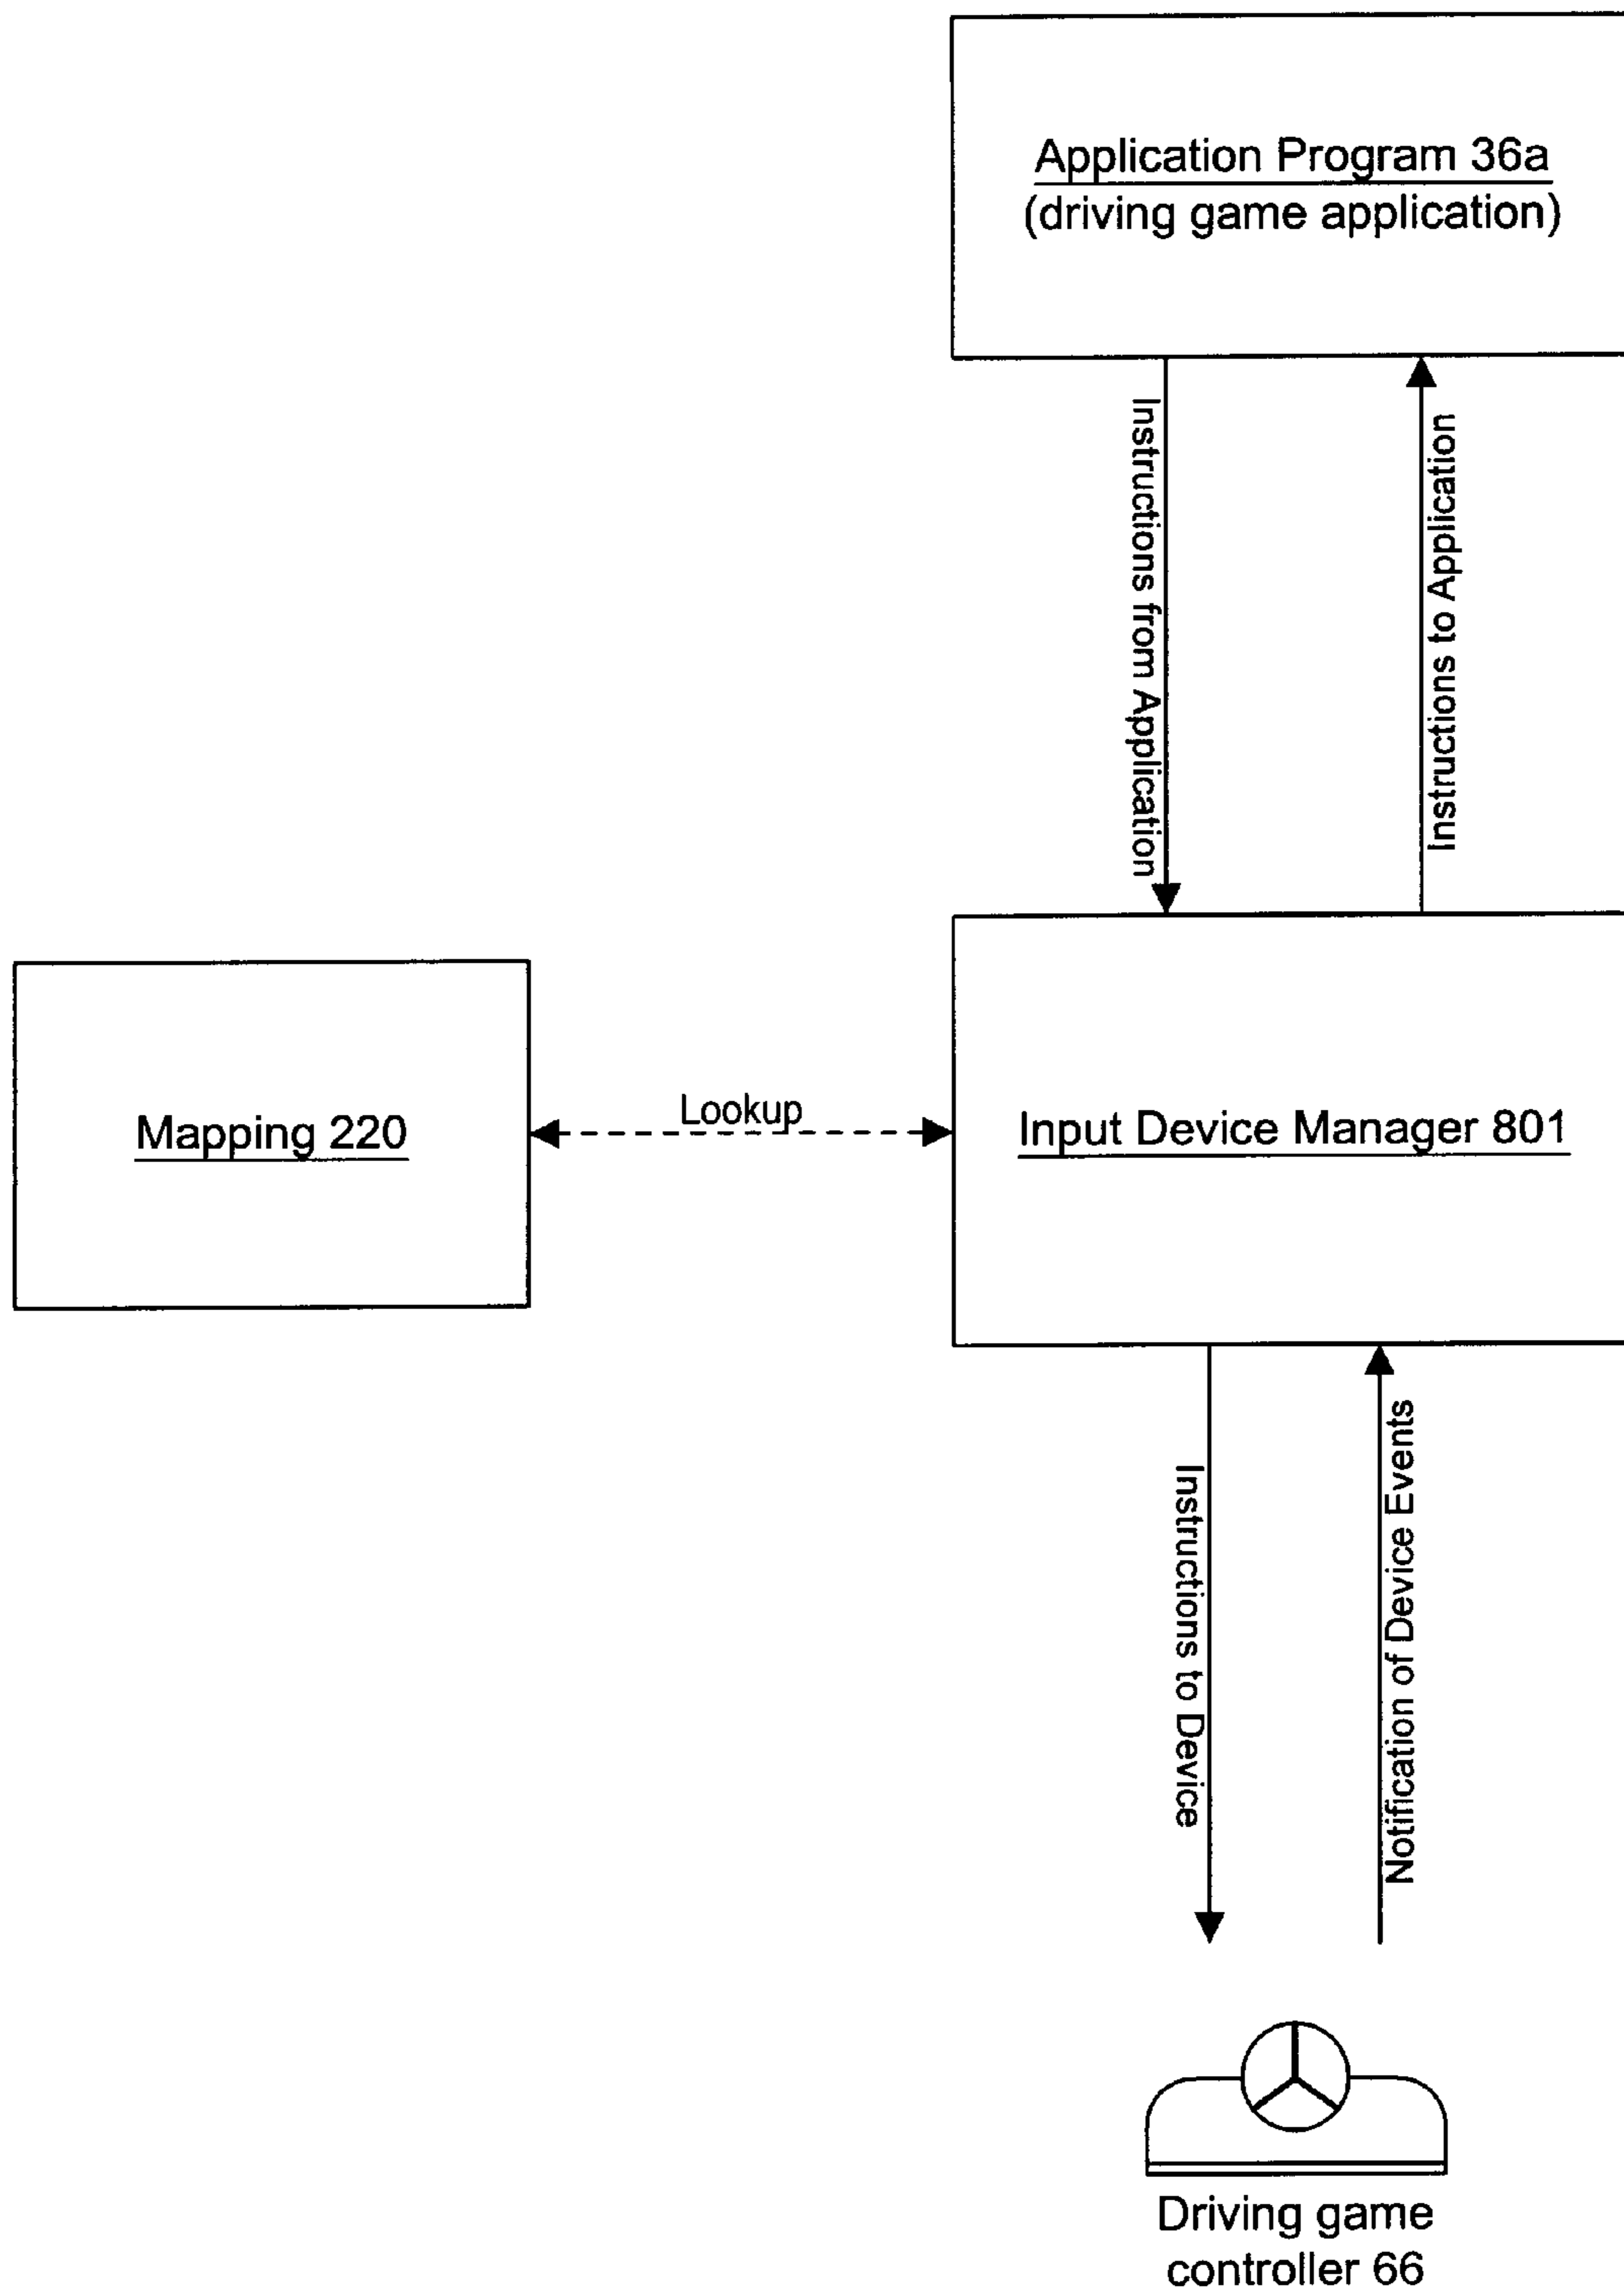 Application Program 36a
(driving game application)
Instructions from Application
Instructions to Application
Mapping 220
Lookup
Input Device Manager 801
Instructions to Device
Notification of Device Events
Driving game
controller 66